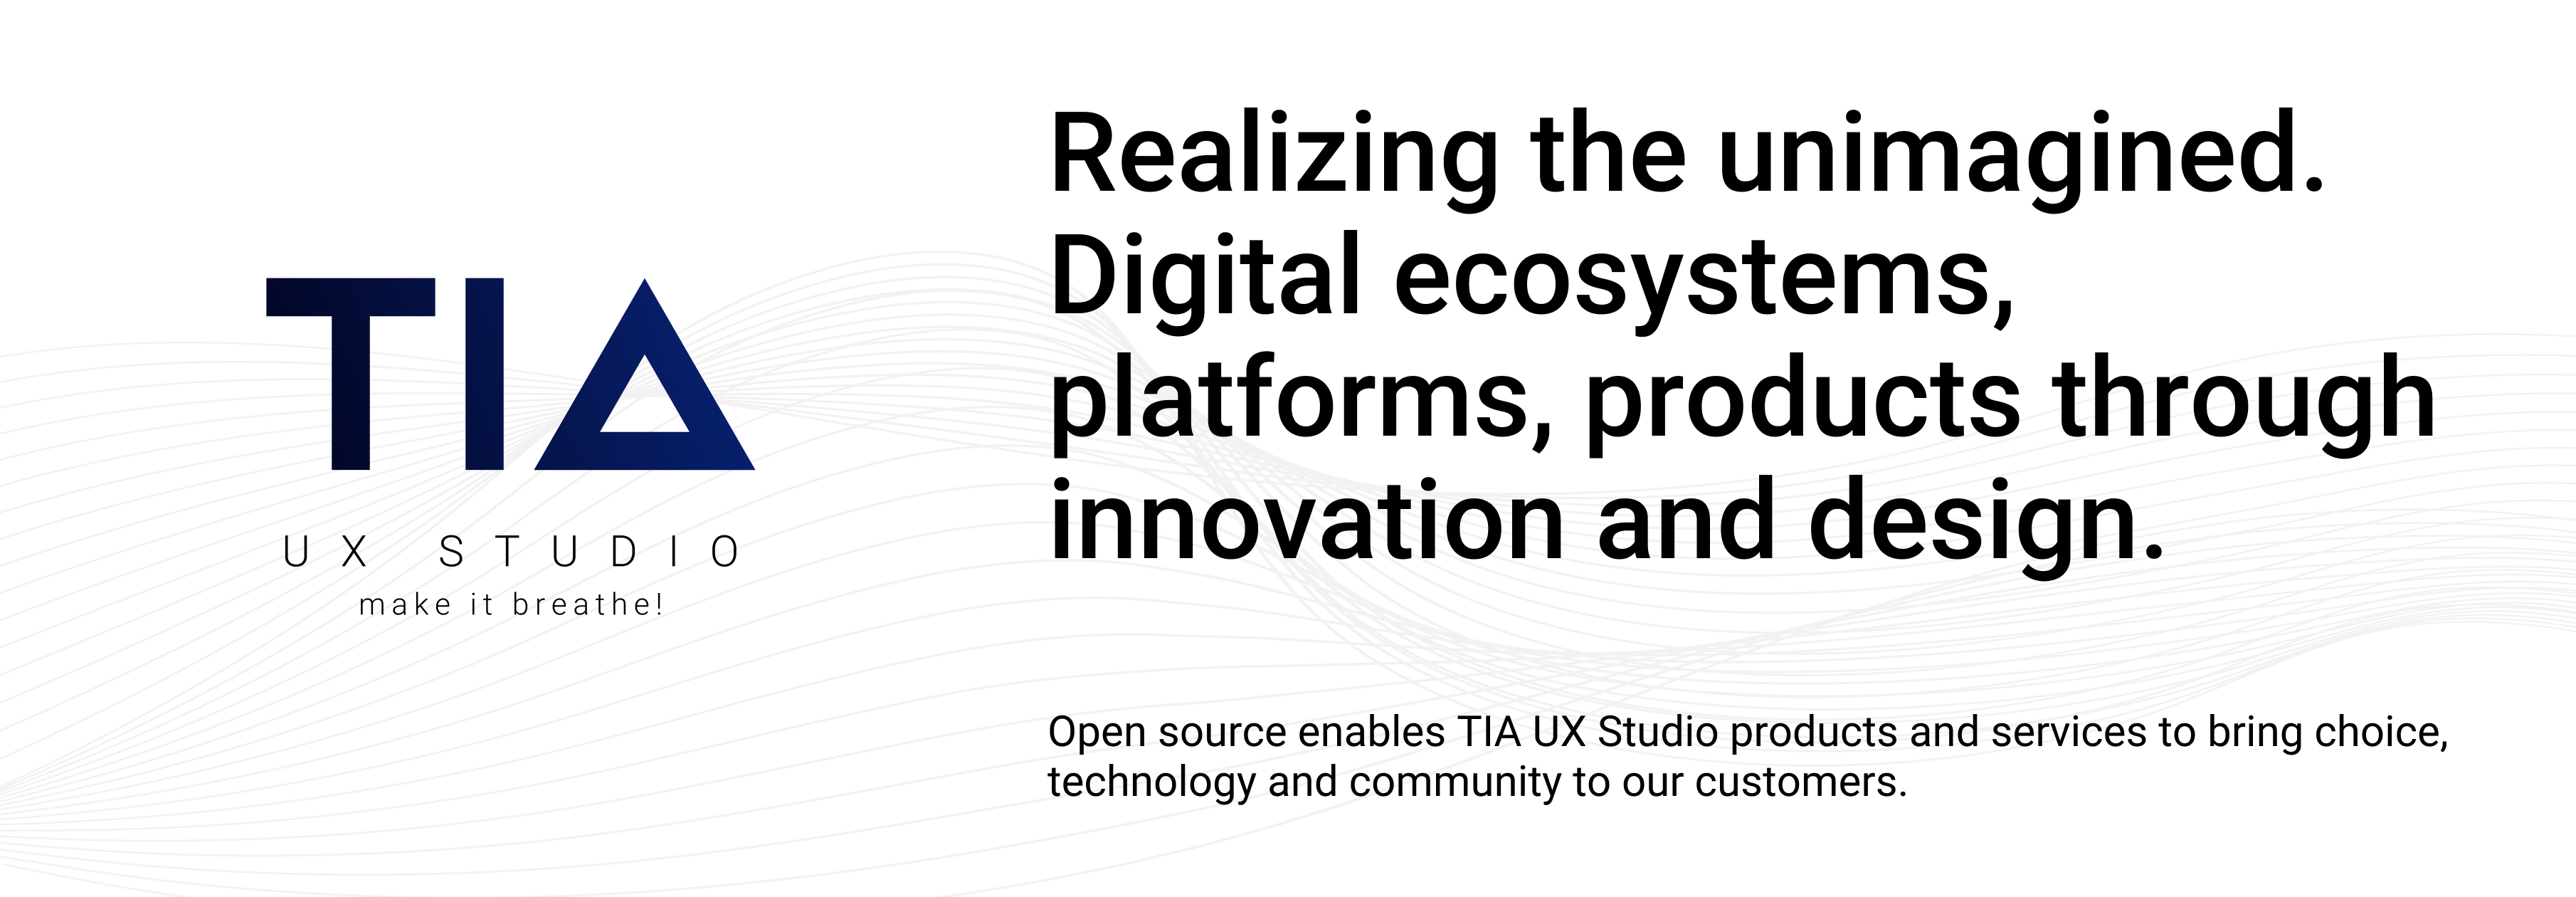 TIA
UX STUDIO
make it breathe!
Realizing the unimagined.
Digital ecosystems,
platforms, products through
innovation and design.
Open source enables TIA UX Studio products and services to bring choice,
technology and community to our customers.